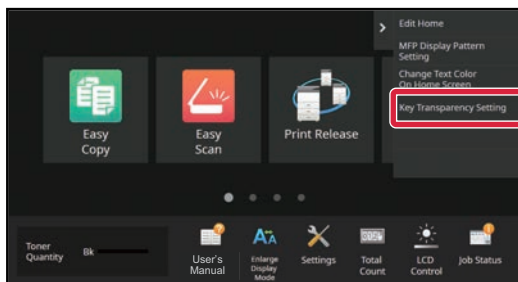 Edit Home
MFP Display Pattern
Setting
Change Text Color
On Home Screen
Key Transparency Setting
Easy
Copy
Easy
Scan
Print Release
Toner
Quantity
Bk
User's
Manual
Enlarge
Display
Mode
Settings
Total
Count
LCD
Control
Job Status